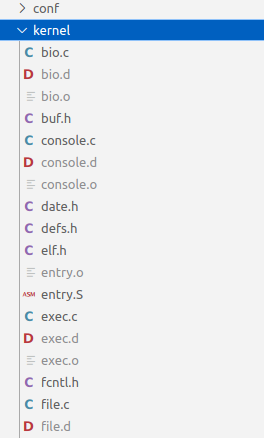 conf
kernel
C bio.c
D bio.d
bio.o
C buf.h
C console.c
D console.d
console.o
C date.h
C defs.h
C elf.h
entry.o
ASM entry.S
C exec.c
D exec.d
exec.o
C fcntl.h
C file.c
D file.d